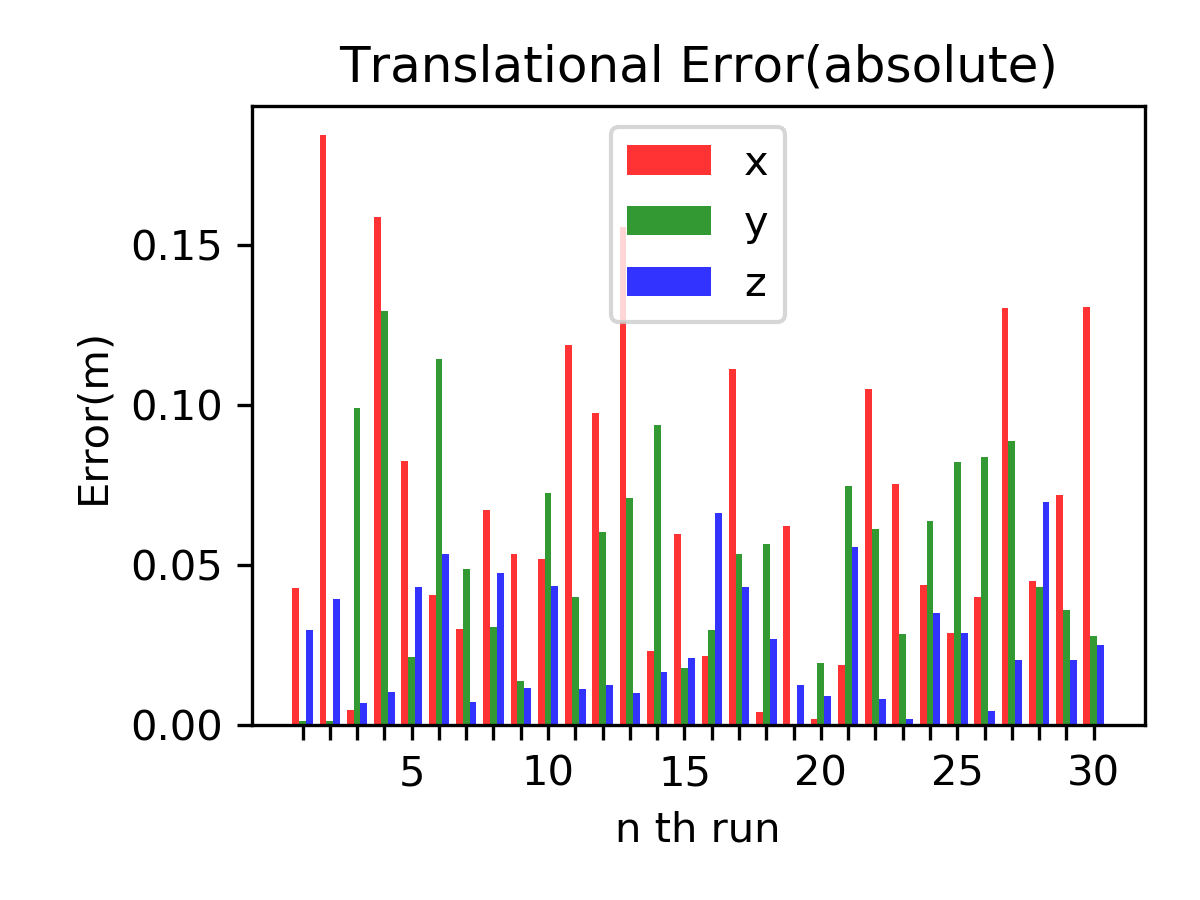 Translational Error(absolute)
x
y
z
0.15
0.10
0.05
0.00
Error(m)
5 10 15 20 25 30
n th run